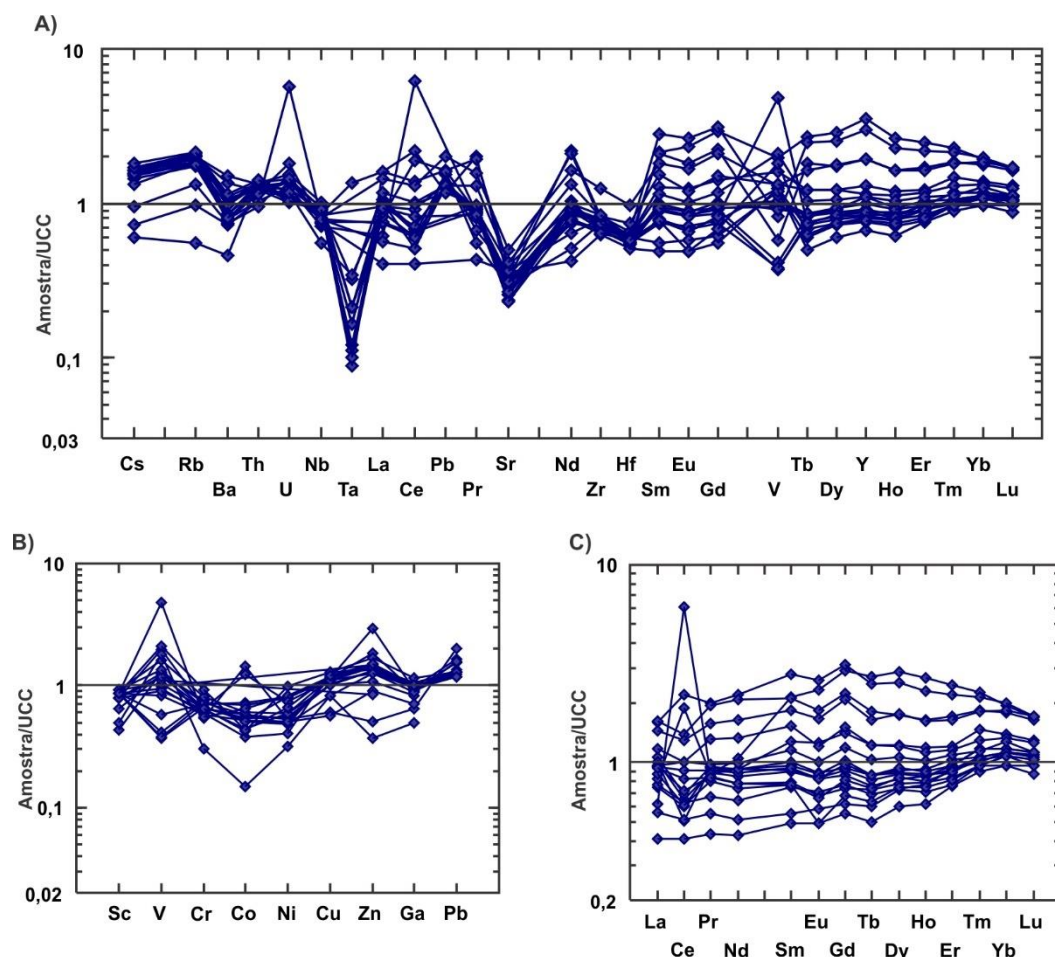 A)
10
1
0,1
0,03
Amostra/UCC
Cs Rb Th Nb La Pb Sr Nd Hf Eu Tb Y Er Yb
Ba U Ta Ce Pr Zr Sm Gd V Dy Ho Tm Lu
B)
10
1
0,1
0,02
Amostra/UCC
Sc V Cr Co Ni Cu Zn Ga Pb
C)
10
1
0,2
Amostra/UCC
La Pr Eu Tb Ho Tm Lu
Ce Nd Sm Gd Dy Er Yb